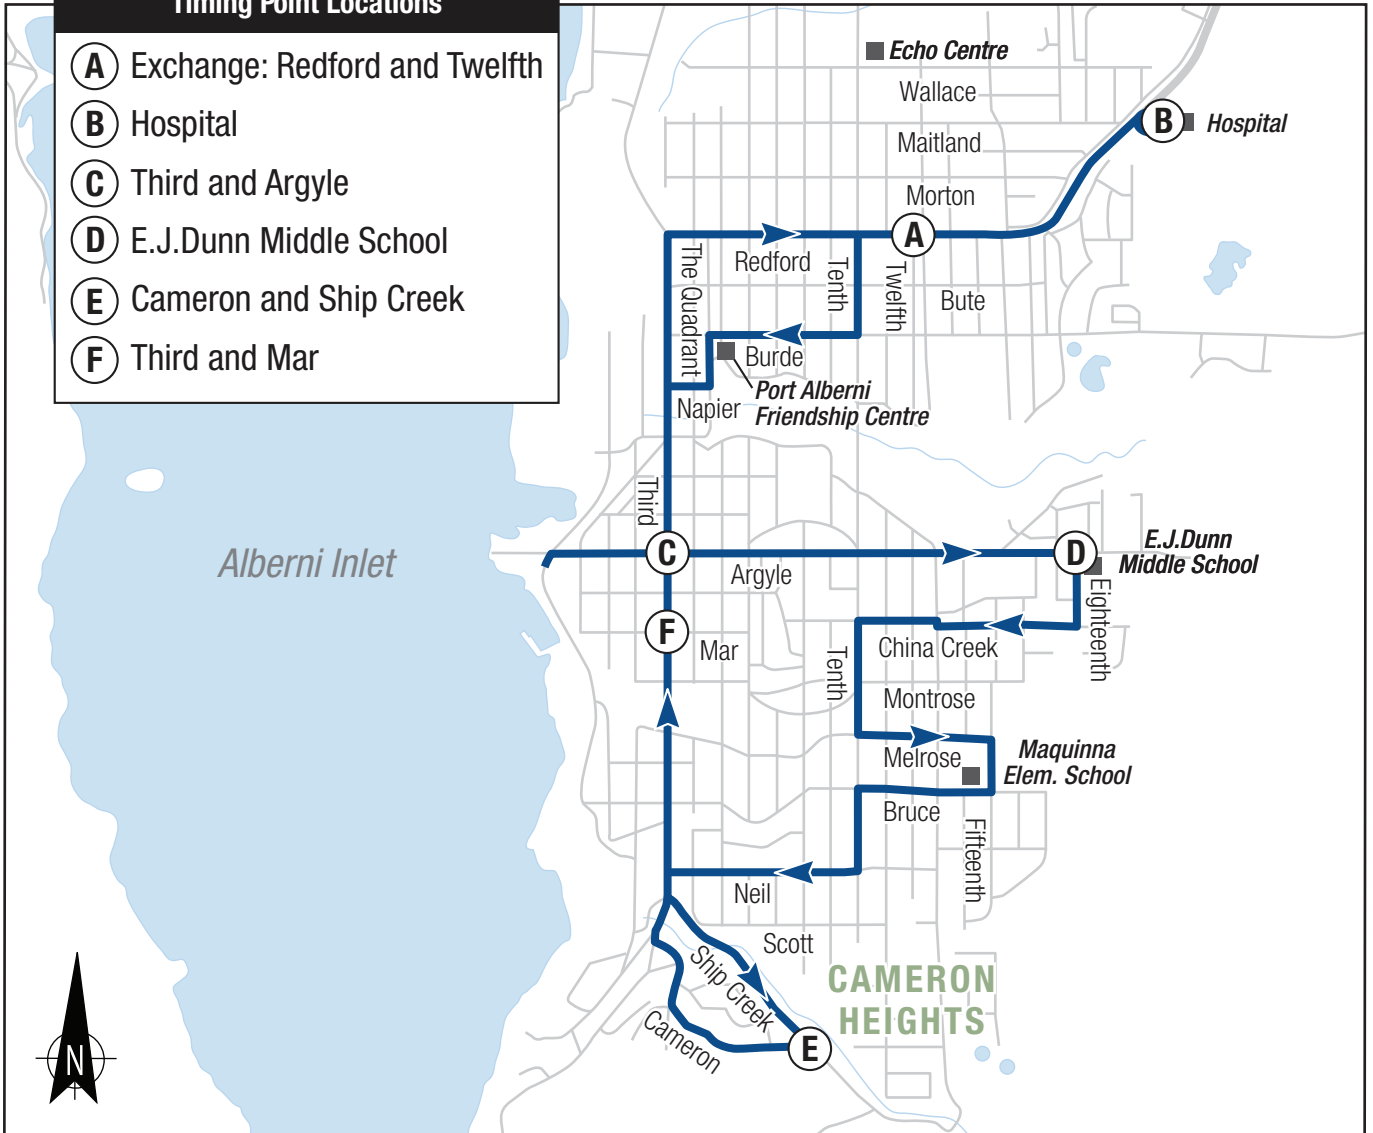 Timing Point Locations
A Exchange: Redford and Twelfth
B Hospital
C Third and Argyle
D E.J.Dunn Middle School
E Cameron and Ship Creek
F Third and Mar
Echo Centre
Wallace
B
Hospital
Maitland
Morton
A
The Quadrant
Redford
Tenth
Twelfth
Bute
Burde
Port Alberni
Friendship Centre
Napier
Third
Alberni Inlet
C
D
E.J.Dunn
Middle School
Argyle
Eighteenth
F
Mar
China Creek
Tenth
Montrose
Melrose
Maquinna
Elem. School
Bruce
Fifteenth
Neil
Scott
Ship Creek
CAMERON
HEIGHTS
Cameron
E
N